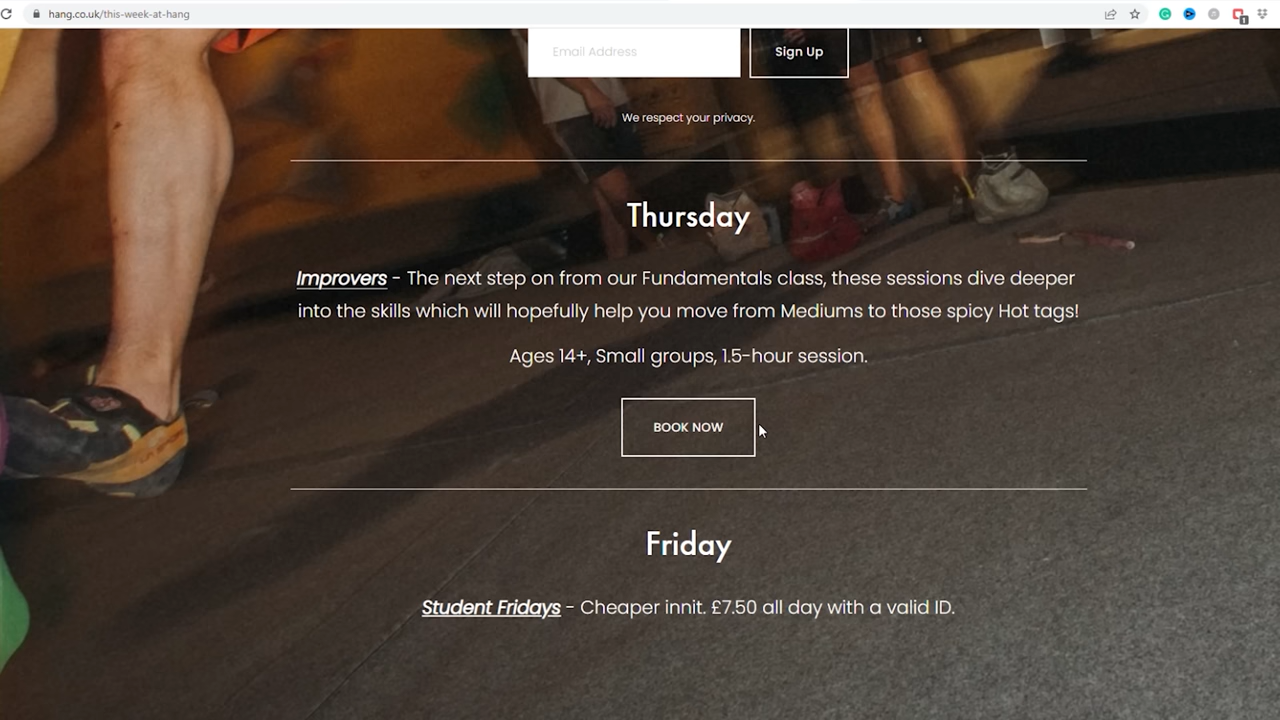 hang.co.uk/this-week-at-hang
1
Email Address
Sign Up
We respect your privacy.
Thursday
Improvers - The next step on from our Fundamentals class, these sessions dive deeper
into the skills which will hopefully help you move from Mediums to those spicy Hot tags!
Ages 14+, Small groups, 1.5-hour session.
BOOK NOW
Friday
Student Fridays - Cheaper innit. £7.50 all day with a valid ID.